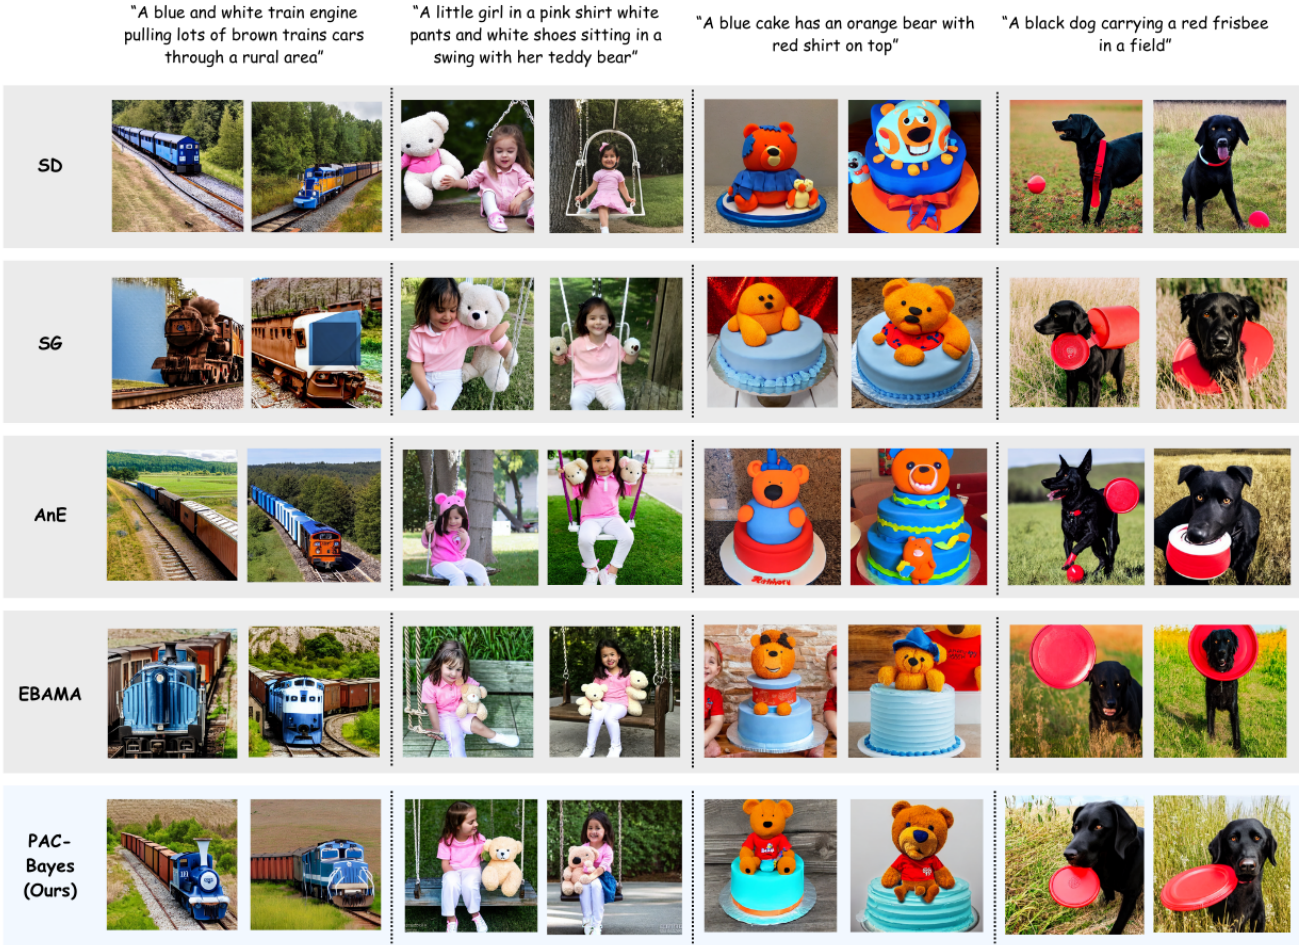 “A blue and white train engine
pulling lots of brown trains cars
through a rural area”
“A little girl in a pink shirt white
pants and white shoes sitting in a
swing with her teddy bear”
“A blue cake has an orange bear with
red shirt on top”
“A black dog carrying a red frisbee
in a field”
SD
SG
AnE
EBAMA
PAC-
Bayes
(Ours)